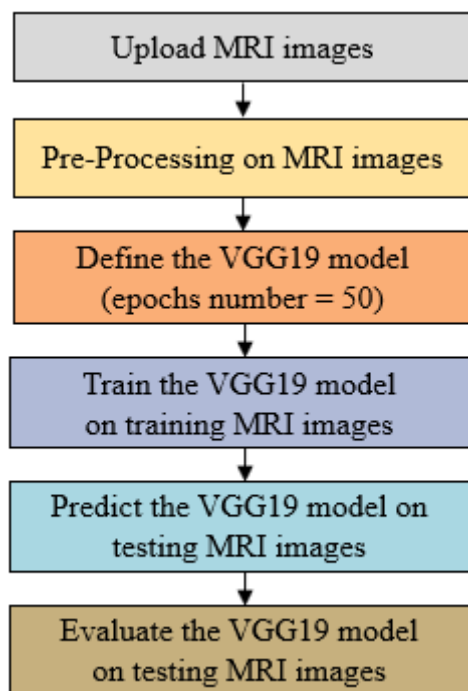 Upload MRI images
Pre-Processing on MRI images
Define the VGG19 model
(epochs number = 50)
Train the VGG19 model
on training MRI images
Predict the VGG19 model on
testing MRI images
Evaluate the VGG19 model
on testing MRI images